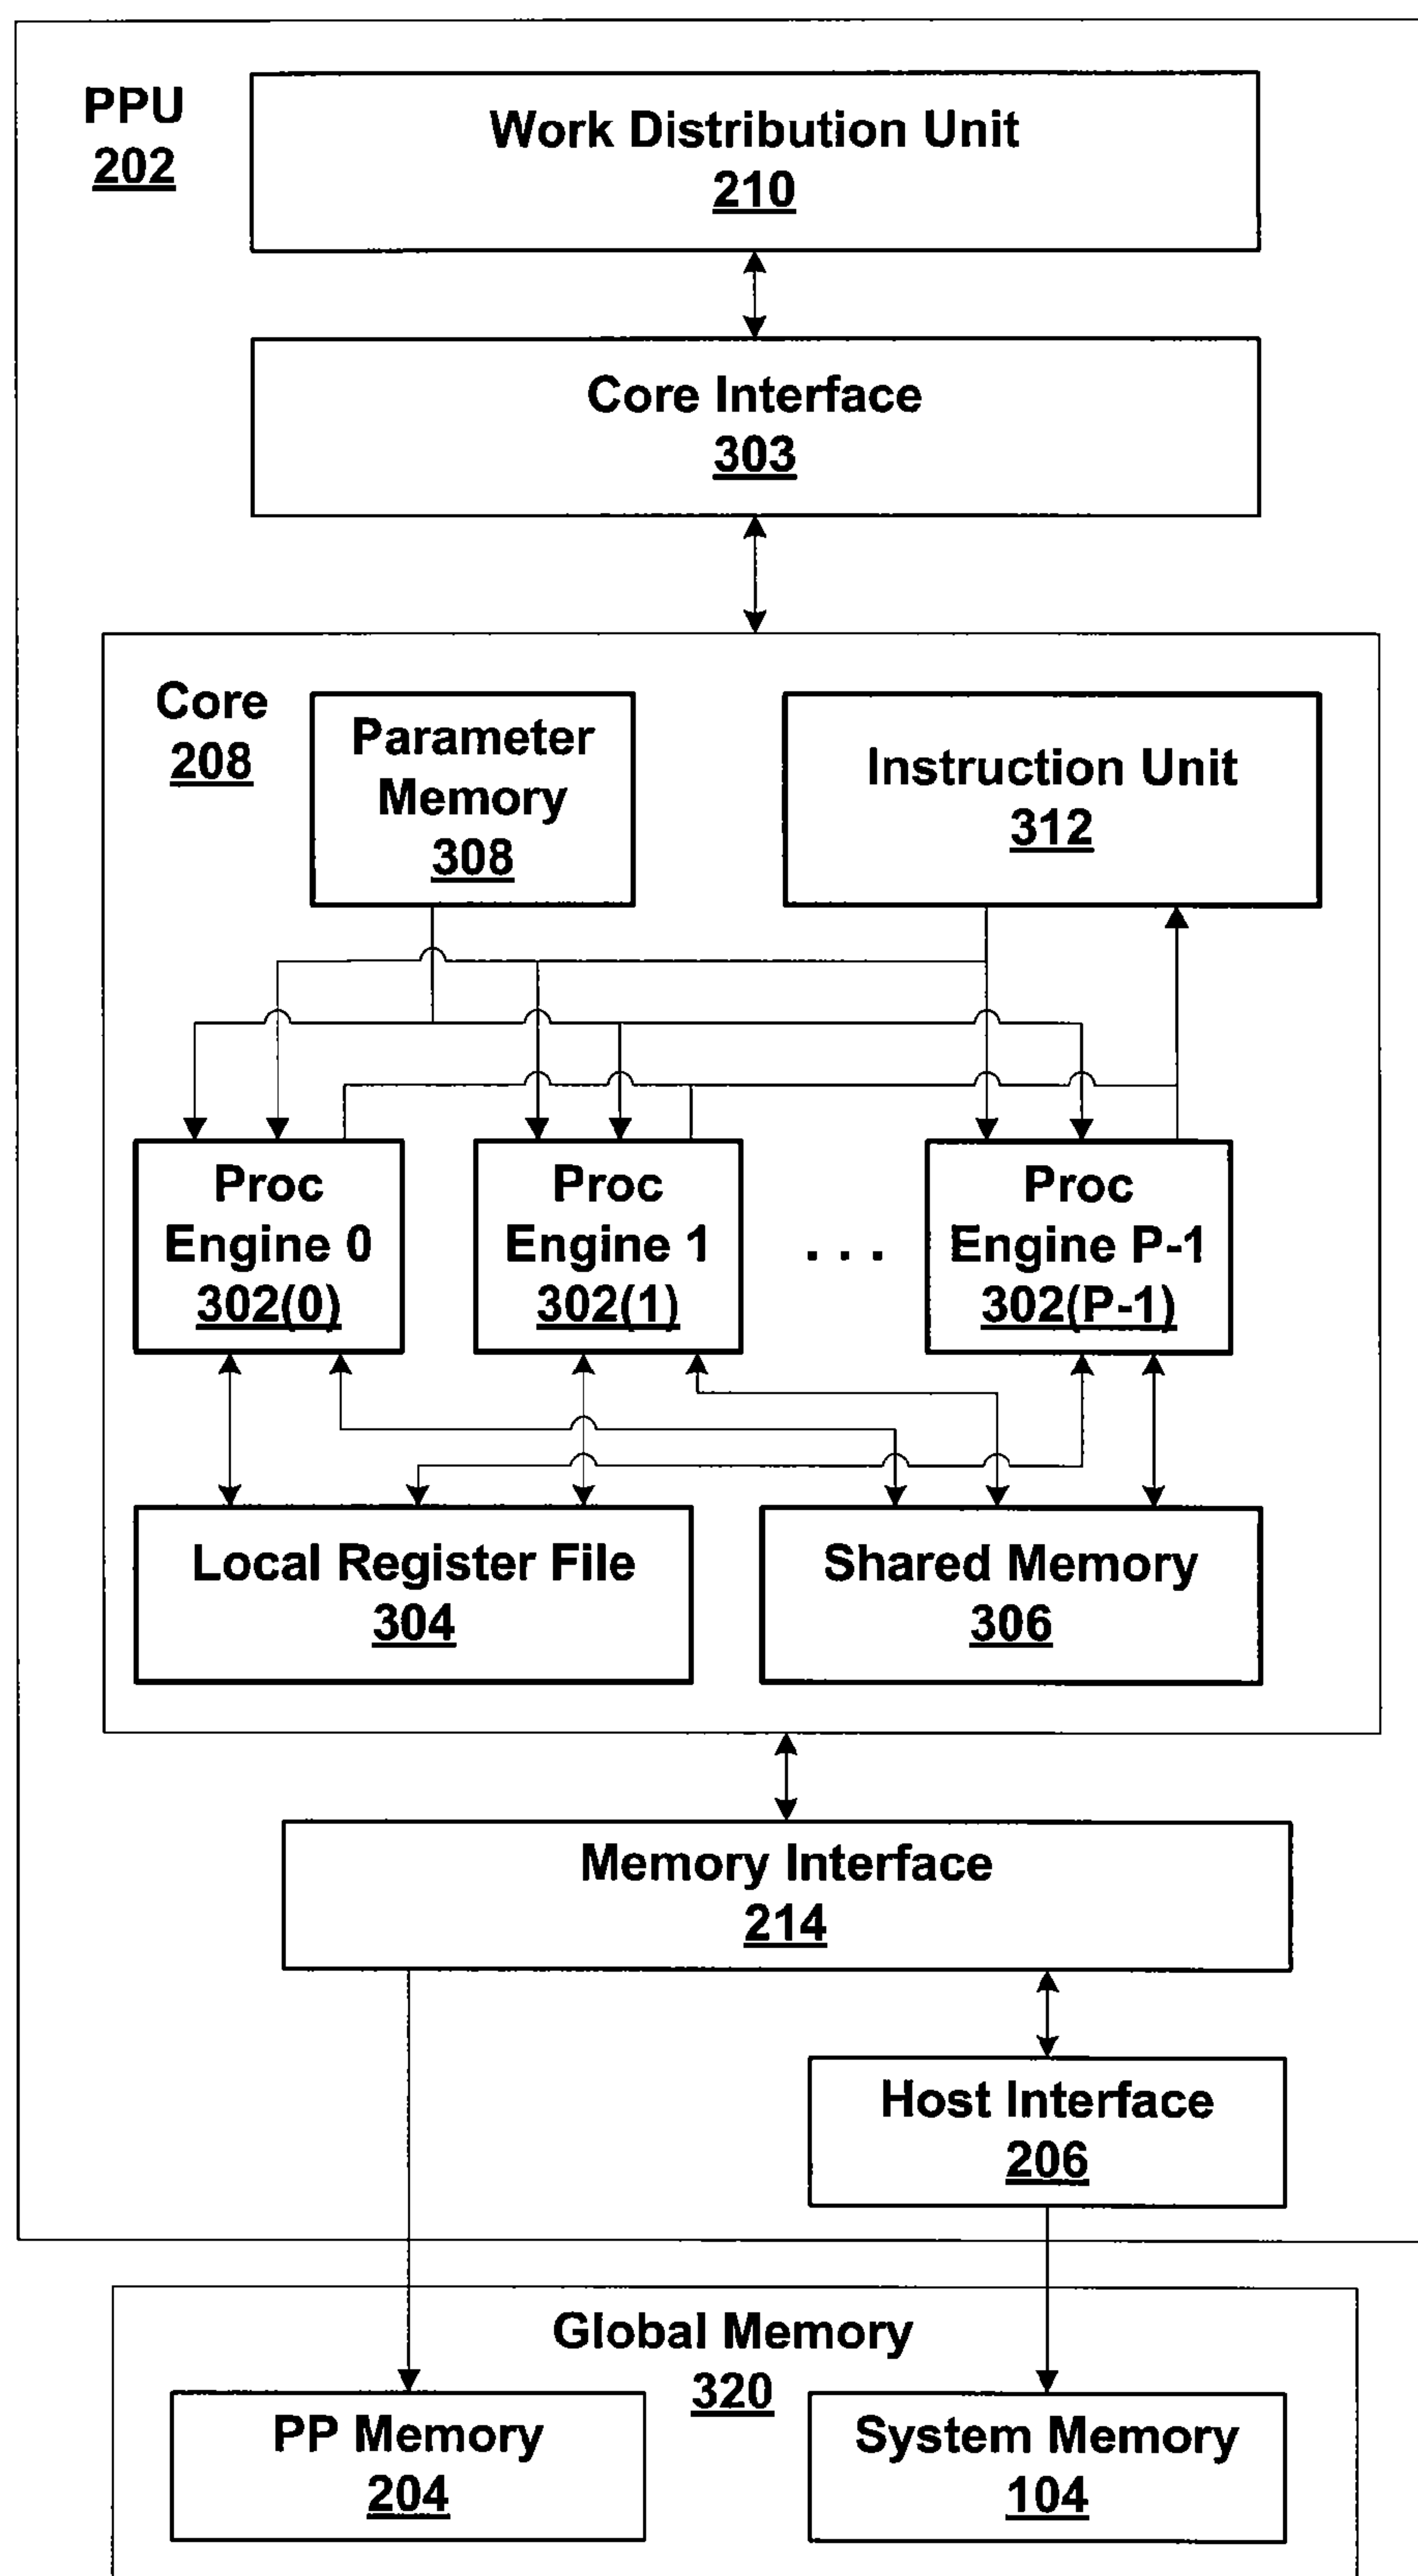 PPU
202
Work Distribution Unit
210
Core Interface
303
Core
208
Parameter
Memory
308
Instruction Unit
312
Proc
Engine 0
302(0)
Proc
Engine 1
302(1)
. . .
Proc
Engine P-1
302(P-1)
Local Register File
304
Shared Memory
306
Memory Interface
214
Host Interface
206
Global Memory
320
PP Memory
204
System Memory
104